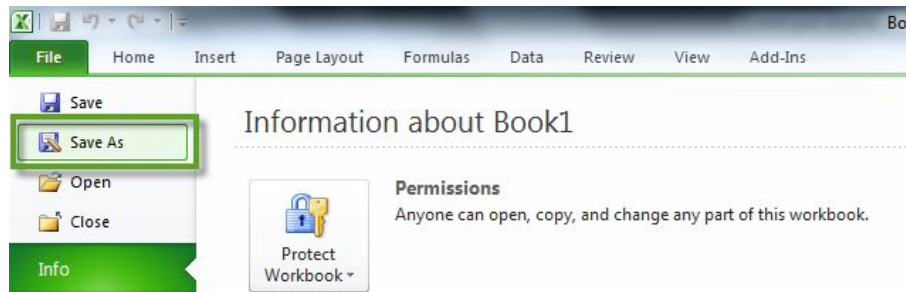 Bo
File Home Insert Page Layout Formulas Data Review View Add-Ins
Save
Save As
Open
Close
Info
Information about Book1
Protect
Workbook
Permissions
Anyone can open, copy, and change any part of this workbook.